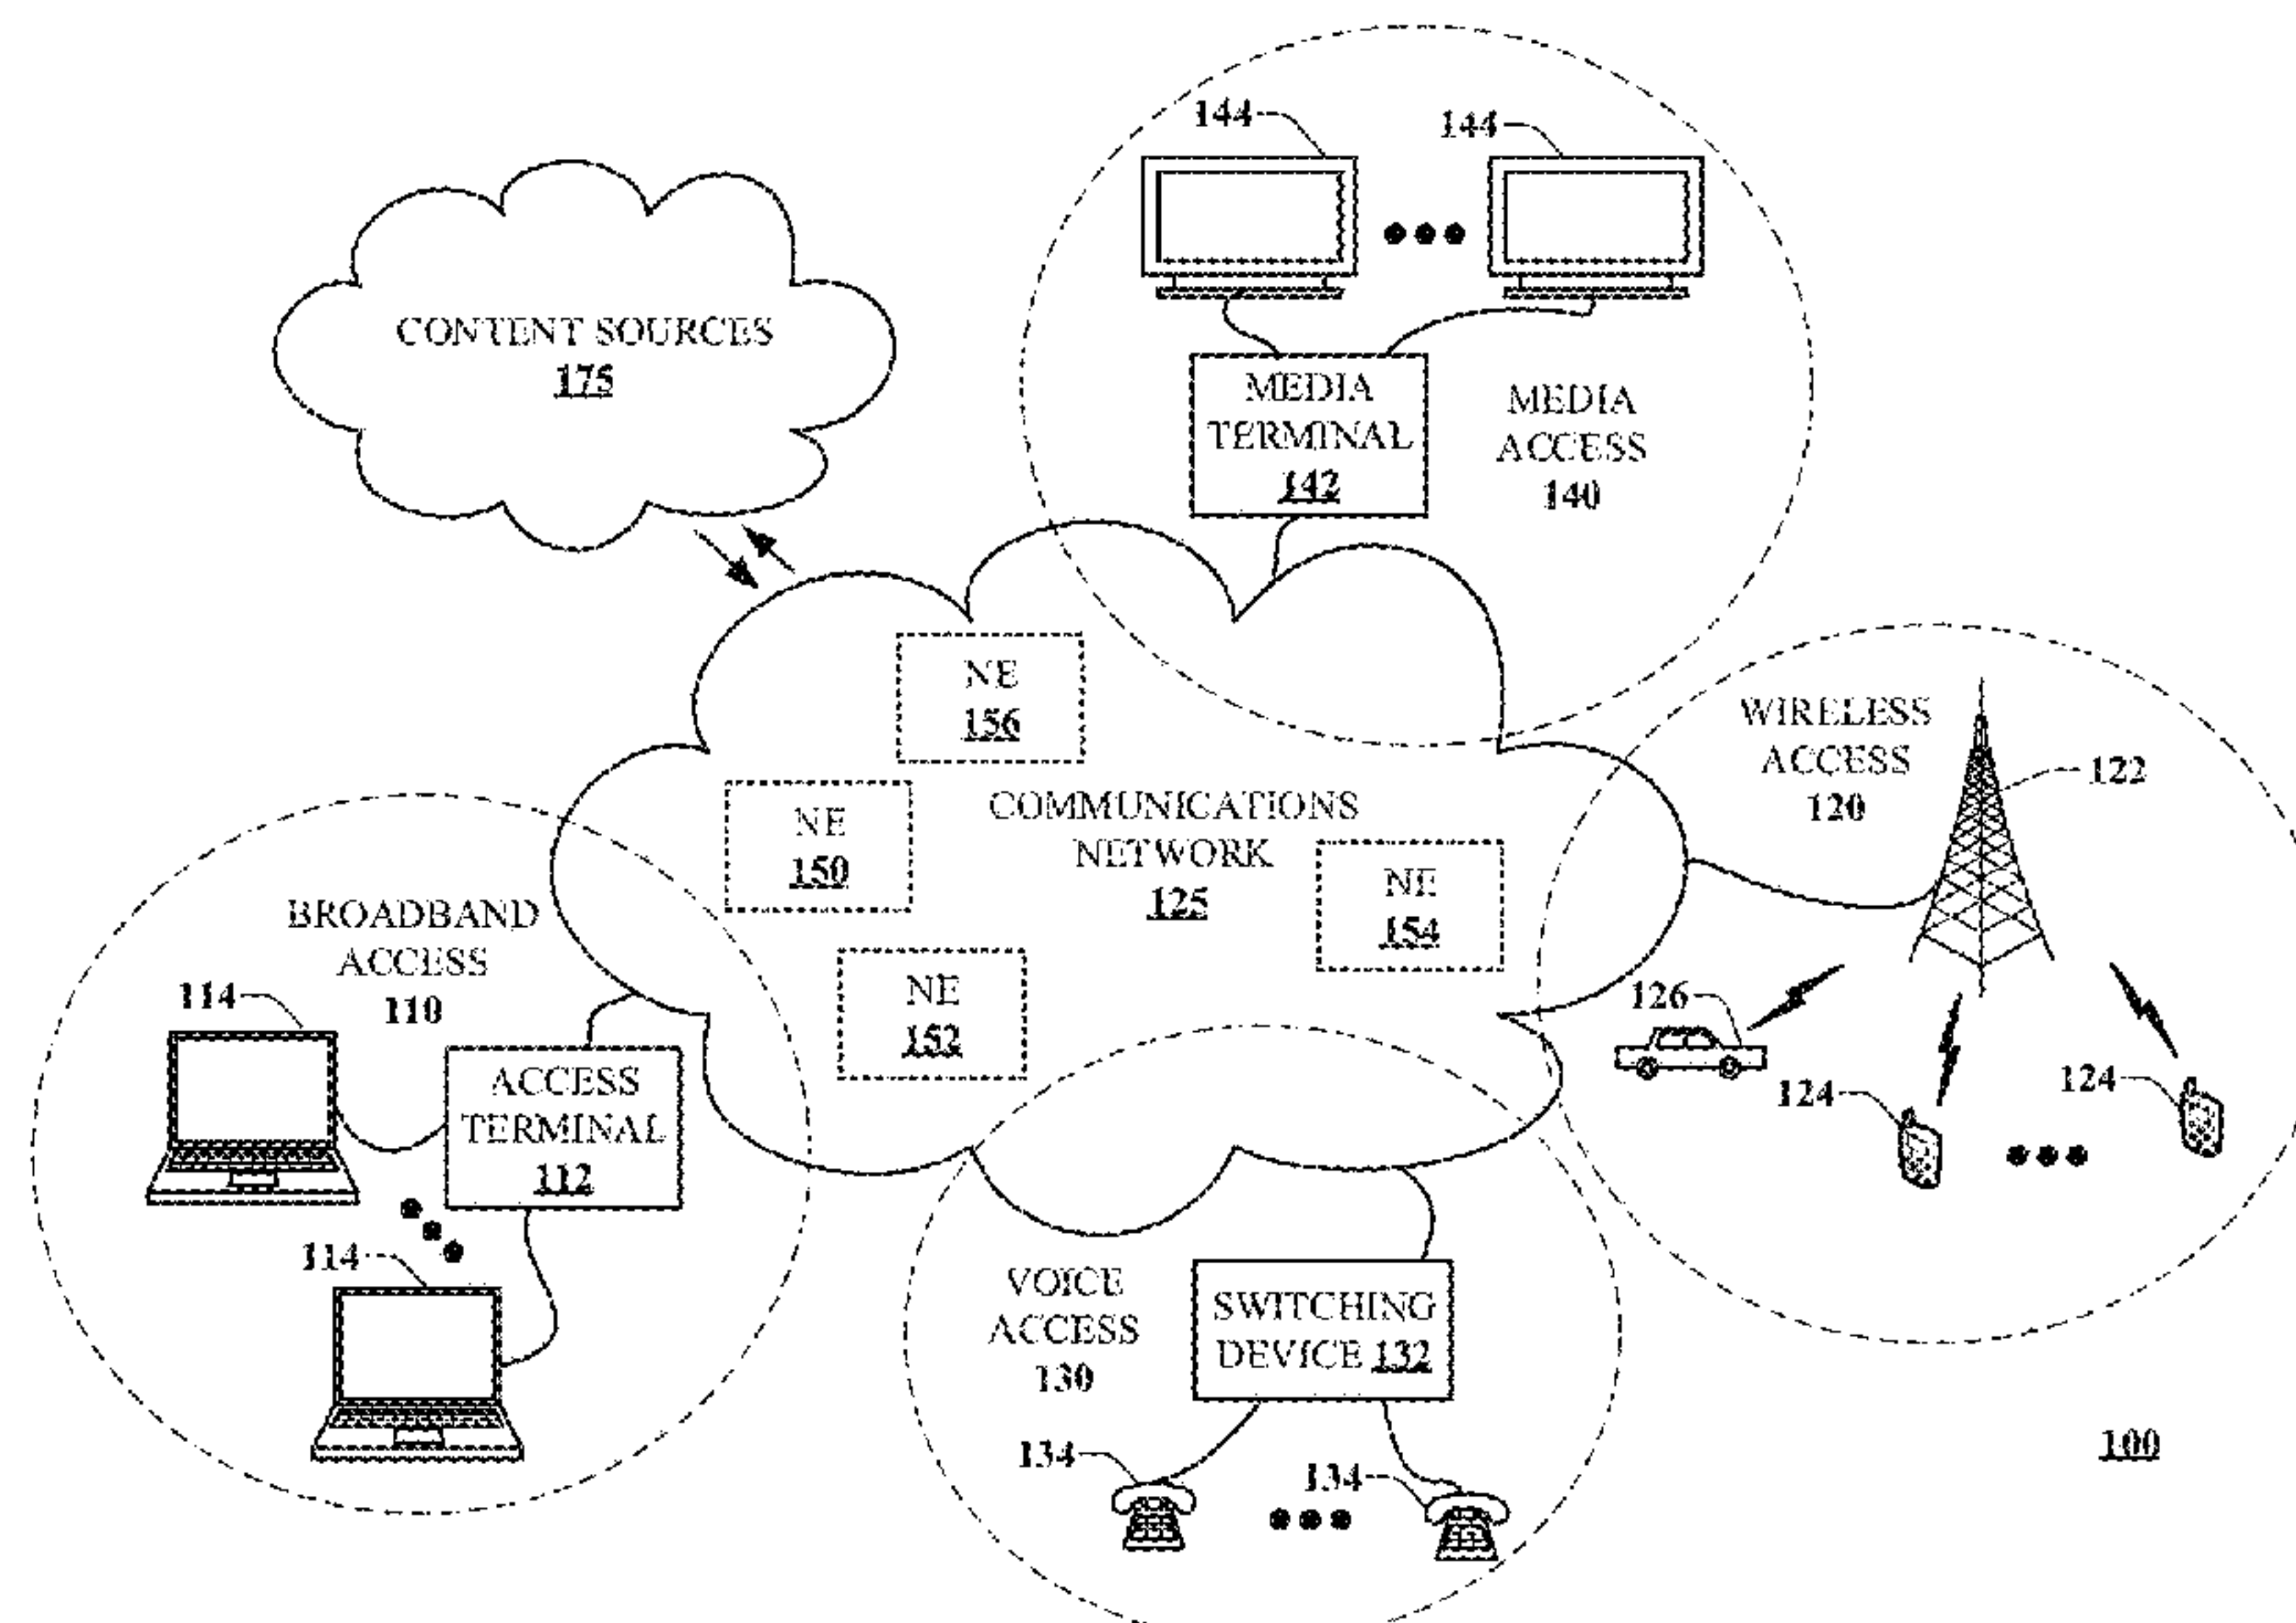 144
144
CONTENT SOURCES
175
MEDIA
TERMINAL
142
MEDIA
ACCESS
140
NE
156
WIRELESS
ACCESS
120
122
NE
150
COMMUNICATIONS
NETWORK
125
NE
154
BROADBAND
ACCESS
110
114
NE
152
126
124
124
ACCESS
TERMINAL
112
114
VOICE
ACCESS
130
SWITCHING
DEVICE 132
134
134
100